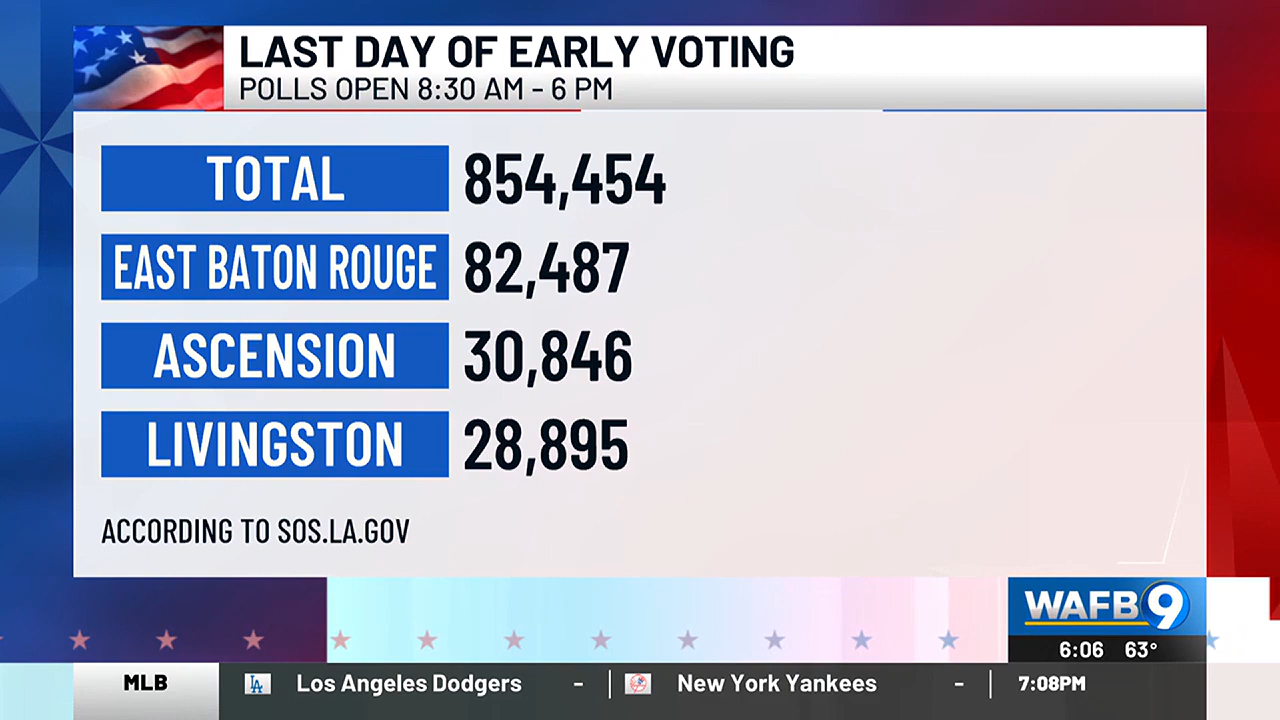 LAST DAY OF EARLY VOTING
POLLS OPEN 8:30 AM - 6 PM
TOTAL 854,454
EAST BATON ROUGE 82,487
ASCENSION 30,846
LIVINGSTON 28,895
ACCORDING TO SOS.LA.GOV
WAFB 9
6:06 63°
MLB LA Los Angeles Dodgers - New York Yankees - 7:08PM